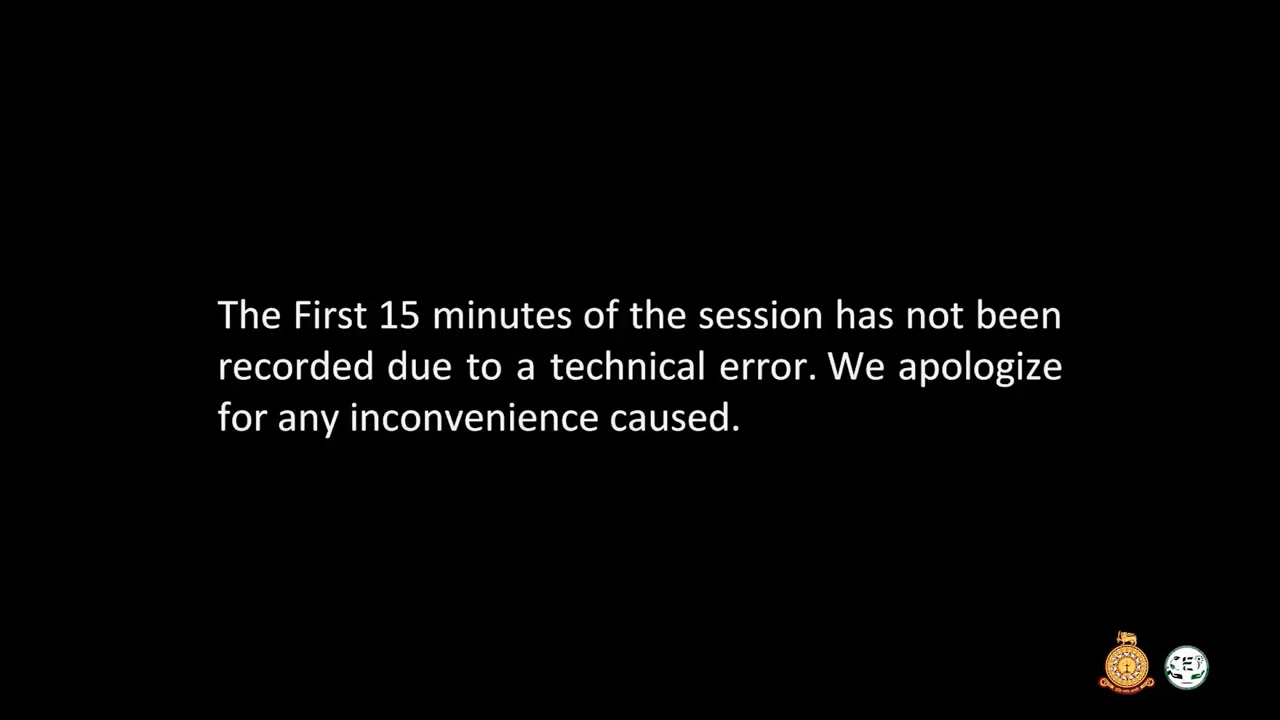 The First 15 minutes of the session has not been
recorded due to a technical error. We apologize
for any inconvenience caused.